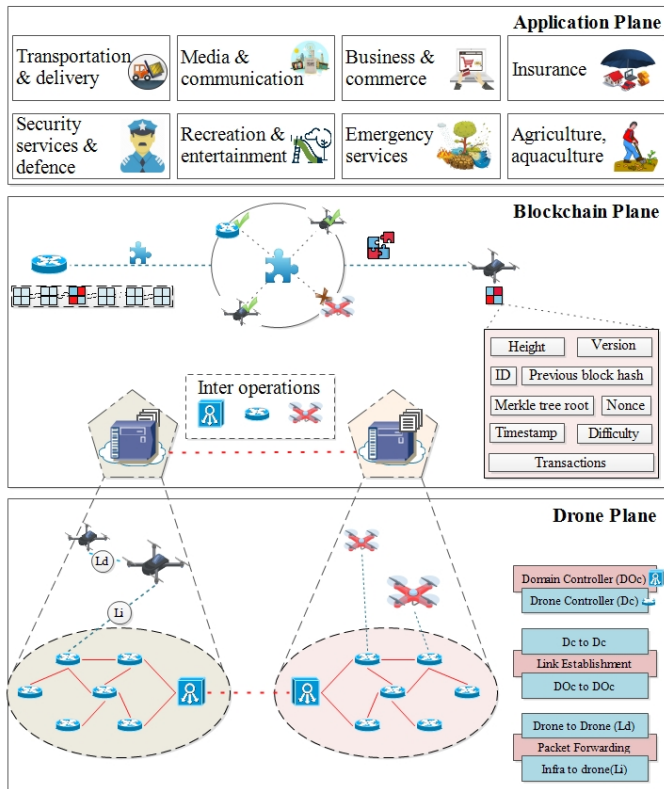 Application Plane
Transportation
& delivery
Media &
communication
Business &
commerce
Insurance
Security
services &
defence
Recreation &
entertainment
Emergency
services
Agriculture,
aquaculture
Blockchain Plane
Height
Version
ID
Previous block hash
Merkle tree root
Nonce
Timestamp
Difficulty
Transactions
Inter operations
Drone Plane
Ld
Li
Domain Controller (DOc)
Drone Controller (Dc)
Dc to Dc
Link Establishment
DOc to DOc
Drone to Drone (Ld)
Packet Forwarding
Infra to drone(Li)